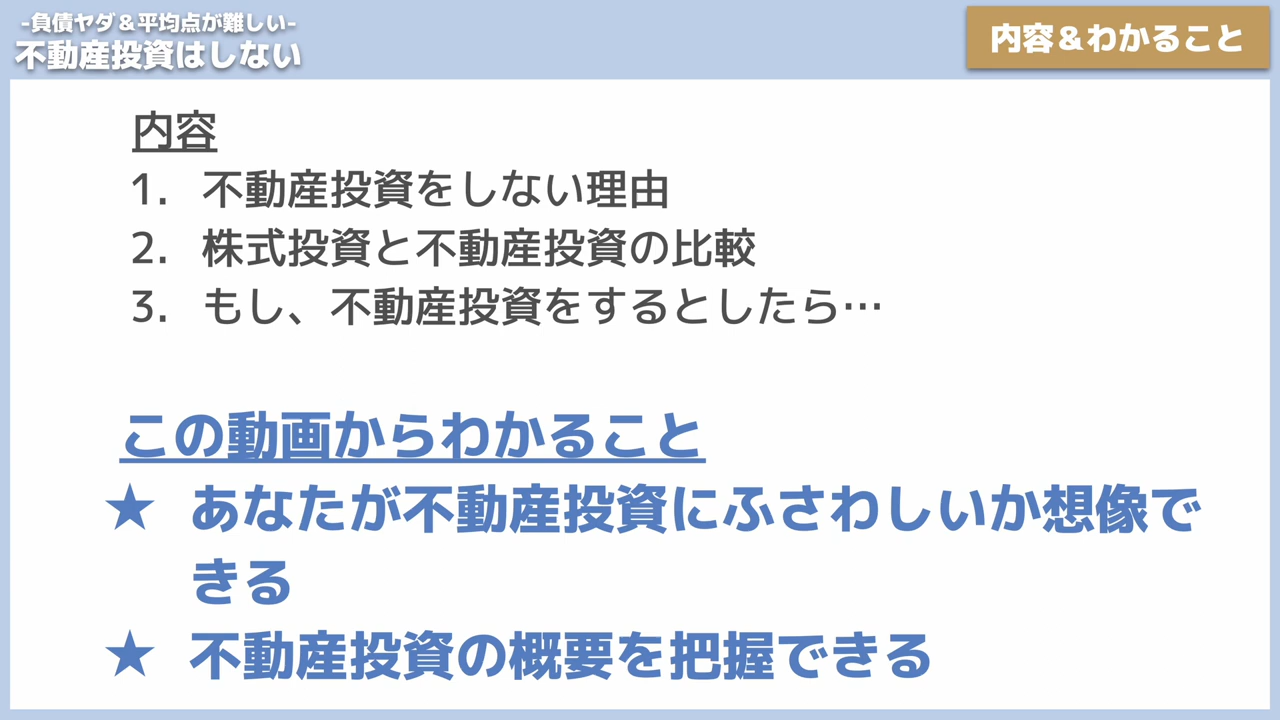 -負債ヤダ＆平均点が難しい-
不動産投資はしない
内容＆わかること
内容
1. 不動産投資をしない理由
2. 株式投資と不動産投資の比較
3. もし、不動産投資をするとしたら…
この動画からわかること
★ あなたが不動産投資にふさわしいか想像で
きる
★ 不動産投資の概要を把握できる